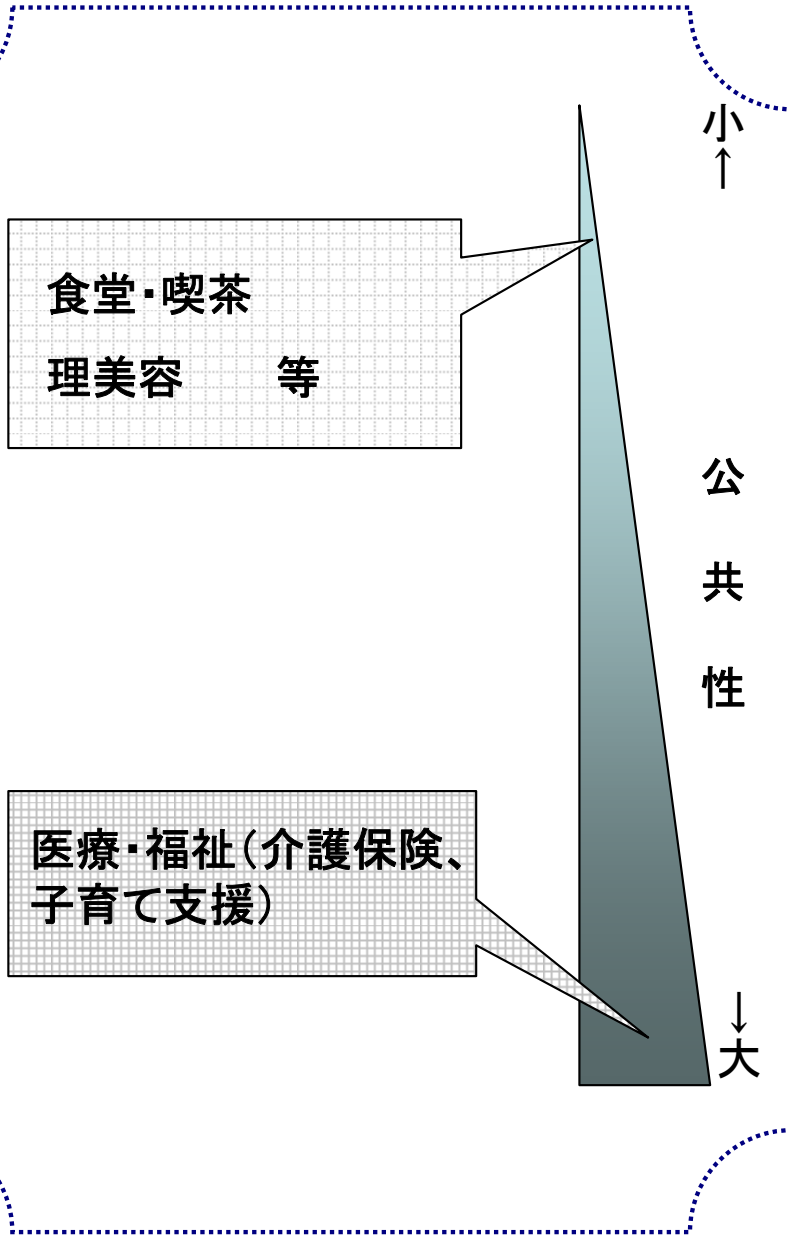 小
↑
食堂・喫茶
理美容　　等
公
共
性
医療・福祉（介護保険、
子育て支援）
↓
大